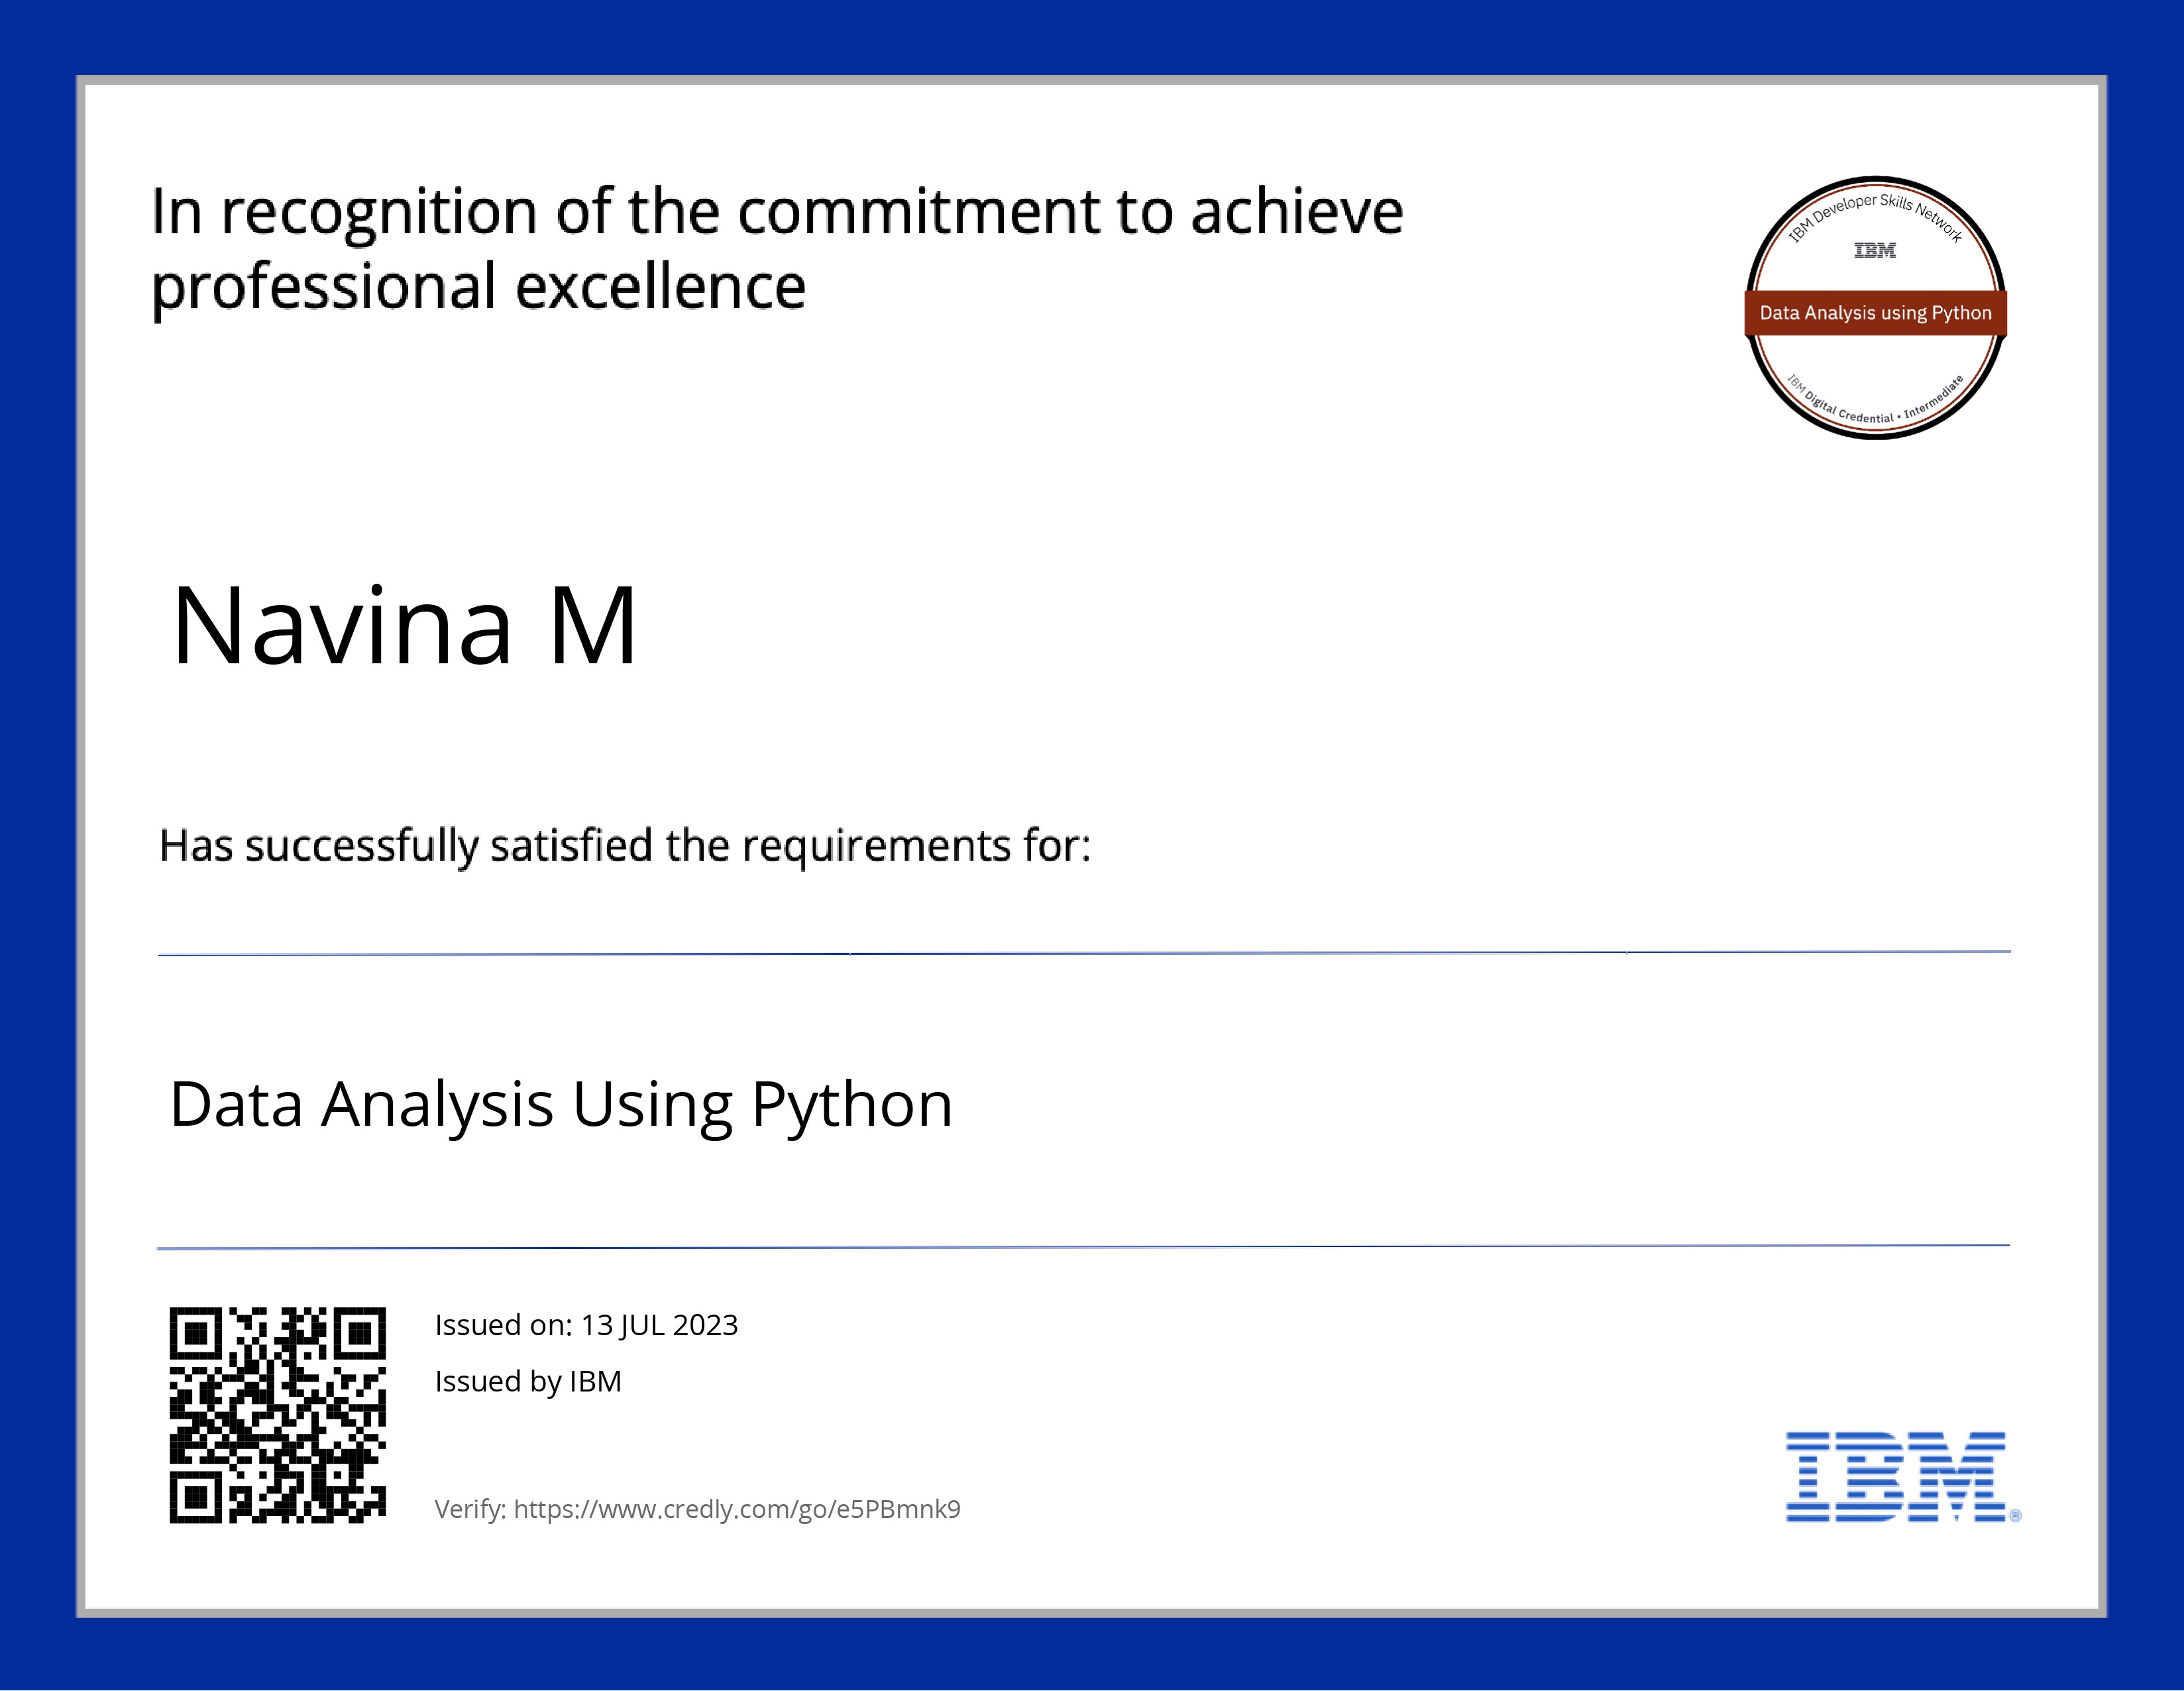 In recognition of the commitment to achieve
professional excellence
IBM Developer Skills Network
IBM
Data Analysis using Python
IBM Digital Credential • Intermediate
Navina M
Has successfully satisfied the requirements for:
Data Analysis Using Python
Issued on: 13 JUL 2023
Issued by IBM
Verify: https://www.credly.com/go/e5PBmnk9
IBM®